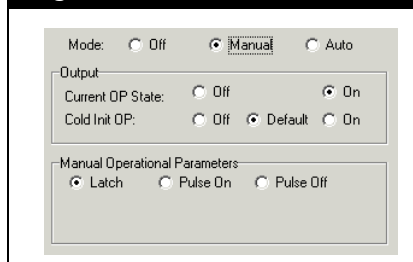 Mode: Off Manual Auto
Output
Current OP State: Off On
Cold Init OP: Off Default On
Manual Operational Parameters
Latch Pulse On Pulse Off